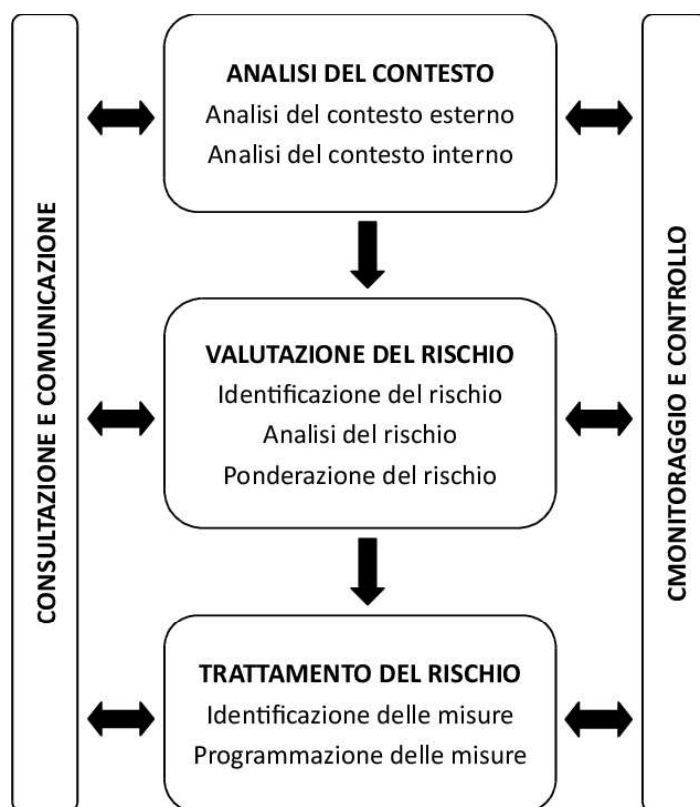 CONSULTAZIONE E COMUNICAZIONE
ANALISI DEL CONTESTO
Analisi del contesto esterno
Analisi del contesto interno
VALUTAZIONE DEL RISCHIO
Identificazione del rischio
Analisi del rischio
Ponderazione del rischio
TRATTAMENTO DEL RISCHIO
Identificazione delle misure
Programmazione delle misure
CMONITORAGGIO E CONTROLLO